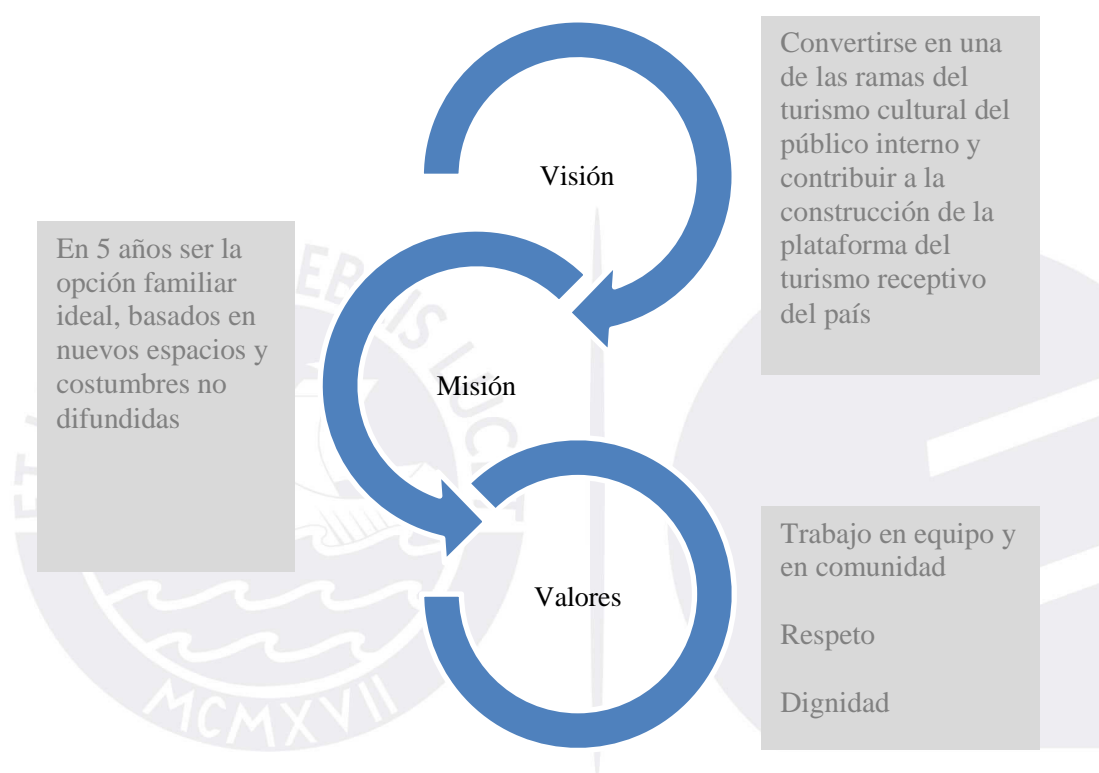 Visión
Convertirse en una
de las ramas del
turismo cultural del
público interno y
contribuir a la
construcción de la
plataforma del
turismo receptivo
del país
Misión
En 5 años ser la
opción familiar
ideal, basados en
nuevos espacios y
costumbres no
difundidas
Valores
Trabajo en equipo y
en comunidad
Respeto
Dignidad
MCMXVII